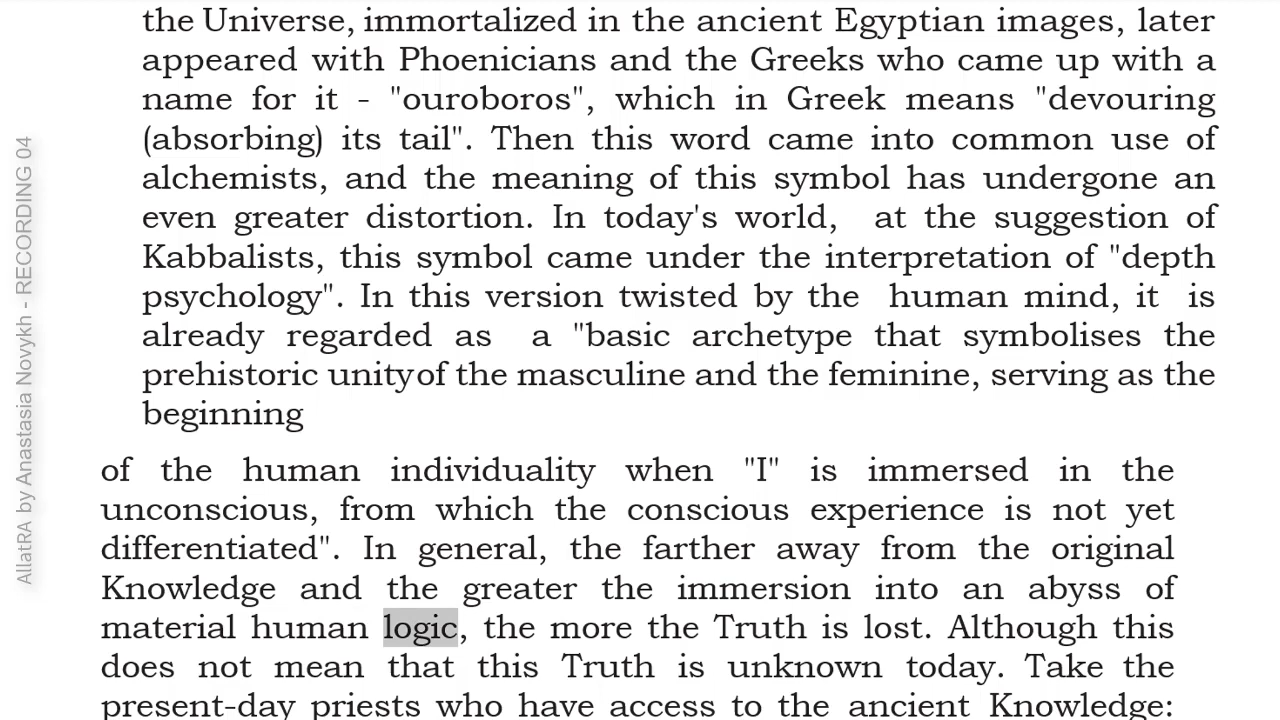 the Universe, immortalized in the ancient Egyptian images, later
appeared with Phoenicians and the Greeks who came up with a
name for it - "ouroboros", which in Greek means "devouring
(absorbing) its tail". Then this word came into common use of
alchemists, and the meaning of this symbol has undergone an
even greater distortion. In today's world, at the suggestion of
Kabbalists, this symbol came under the interpretation of "depth
psychology". In this version twisted by the human mind, it is
already regarded as a "basic archetype that symbolises the
prehistoric unityof the masculine and the feminine, serving as the
beginning
of the human individuality when "I" is immersed in the
unconscious, from which the conscious experience is not yet
differentiated". In general, the farther away from the original
Knowledge and the greater the immersion into an abyss of
material human logic, the more the Truth is lost. Although this
does not mean that this Truth is unknown today. Take the
present-day priests who have access to the ancient Knowledge:
AllatRA by Anastasia Novykh - RECORDING 04